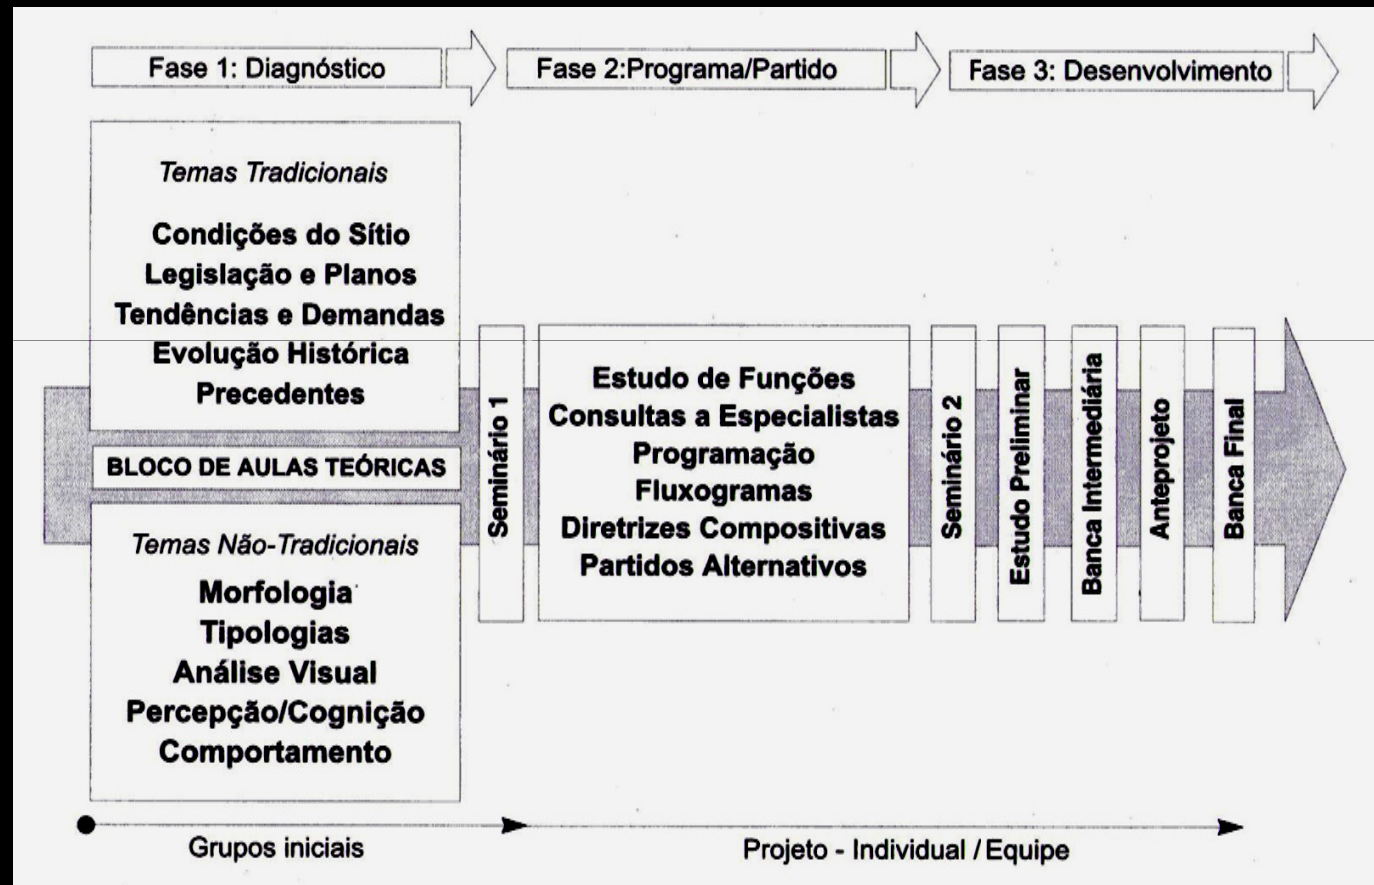 Fase 1: Diagnóstico
Fase 2:Programa/Partido
Fase 3: Desenvolvimento
Temas Tradicionais
Condições do Sítio
Legislação e Planos
Tendências e Demandas
Evolução Histórica
Precedentes
BLOCO DE AULAS TEÓRICAS
Temas Não-Tradicionais
Morfologia
Tipologias
Análise Visual
Percepção/Cognição
Comportamento
Seminário 1
Estudo de Funções
Consultas a Especialistas
Programação
Fluxogramas
Diretrizes Compositivas
Partidos Alternativos
Seminário 2
Estudo Preliminar
Banca Intermediária
Anteprojeto
Banca Final
Grupos iniciais
Projeto - Individual / Equipe